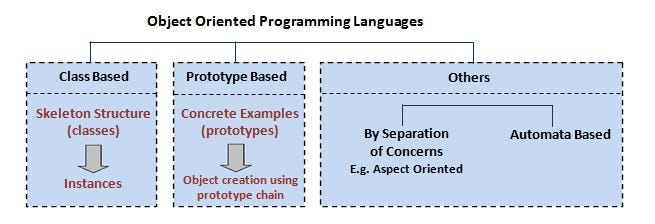 Object Oriented Programming Languages
Class Based
Skeleton Structure
(classes)
Instances
Prototype Based
Concrete Examples
(prototypes)
Object creation using
prototype chain
Others
By Separation
of Concerns
E.g. Aspect Oriented
Automata Based